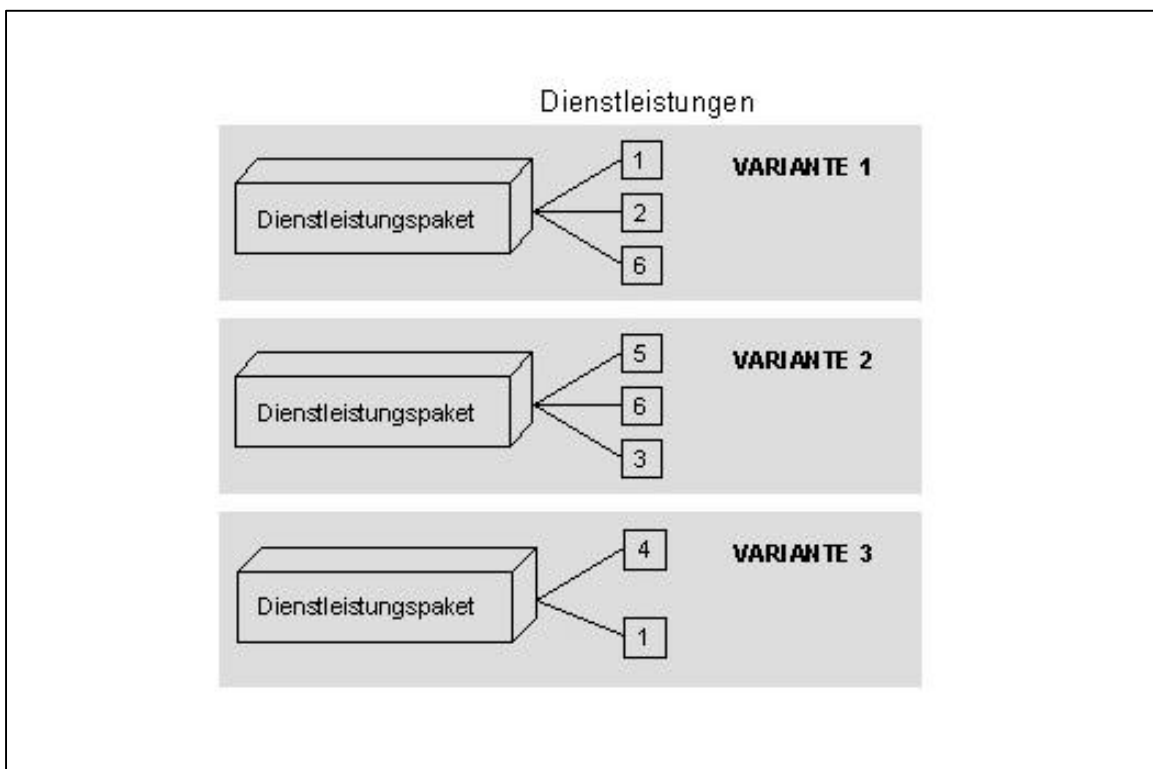 Dienstleistungen
1
VARIANTE 1
Dienstleistungspaket
2
6
5
VARIANTE 2
Dienstleistungspaket
6
3
4
VARIANTE 3
Dienstleistungspaket
1